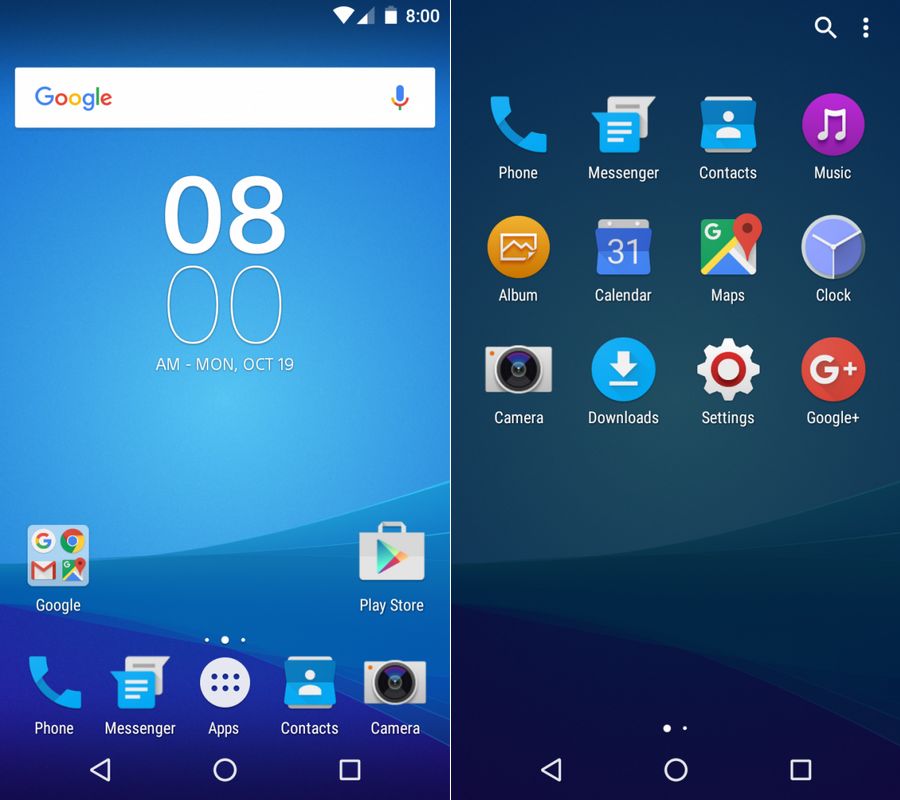 8:00
Google
08
00
AM - MON, OCT 19
Google
Play Store
Phone
Messenger
Apps
Contacts
Camera
Phone
Messenger
Contacts
Music
Album
31
G
Calendar
Maps
Clock
G+
Camera
Downloads
Settings
Google+